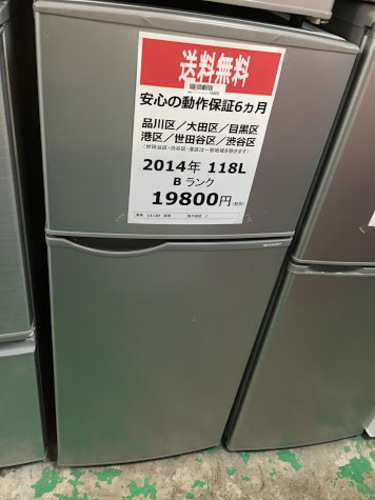 送料無料
安心の動作保証6ヵ月
品川区／大田区／目黒区
港区／世田谷区／渋谷区
2014年 118L
B ランク
19800円
SHARP